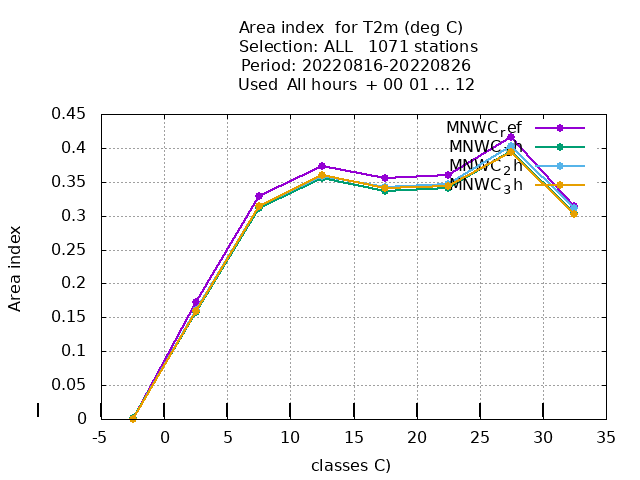 Area index  for T2m (deg C)
Selection: ALL   1071 stations
Period: 20220816-20220826
Used  All hours  + 00 01 ... 12
0.45
0.4
0.35
0.3
0.25
0.2
0.15
0.1
0.05
0
MNWC_ref
MNWC_1h
MNWC_2h
MNWC_3h
Area index
-5 0 5 10 15 20 25 30 35
classes C)